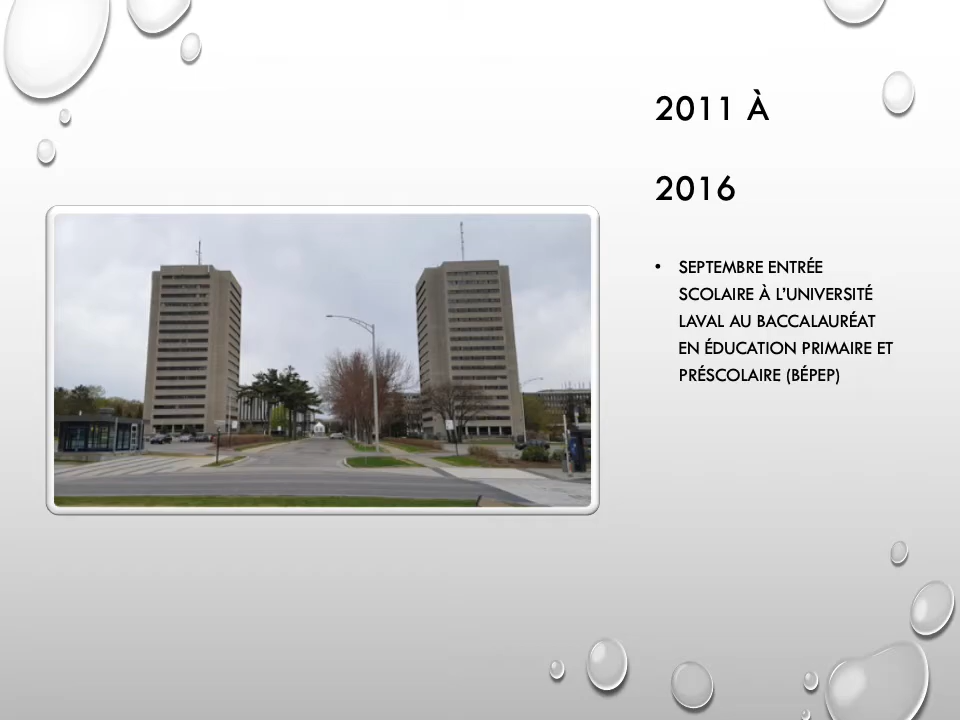 2011 À
2016
• SEPTEMBRE ENTRÉE
SCOLAIRE À L'UNIVERSITÉ
LAVAL AU BACCALAURÉAT
EN ÉDUCATION PRIMAIRE ET
PRÉSCOLAIRE (BÉPEP)